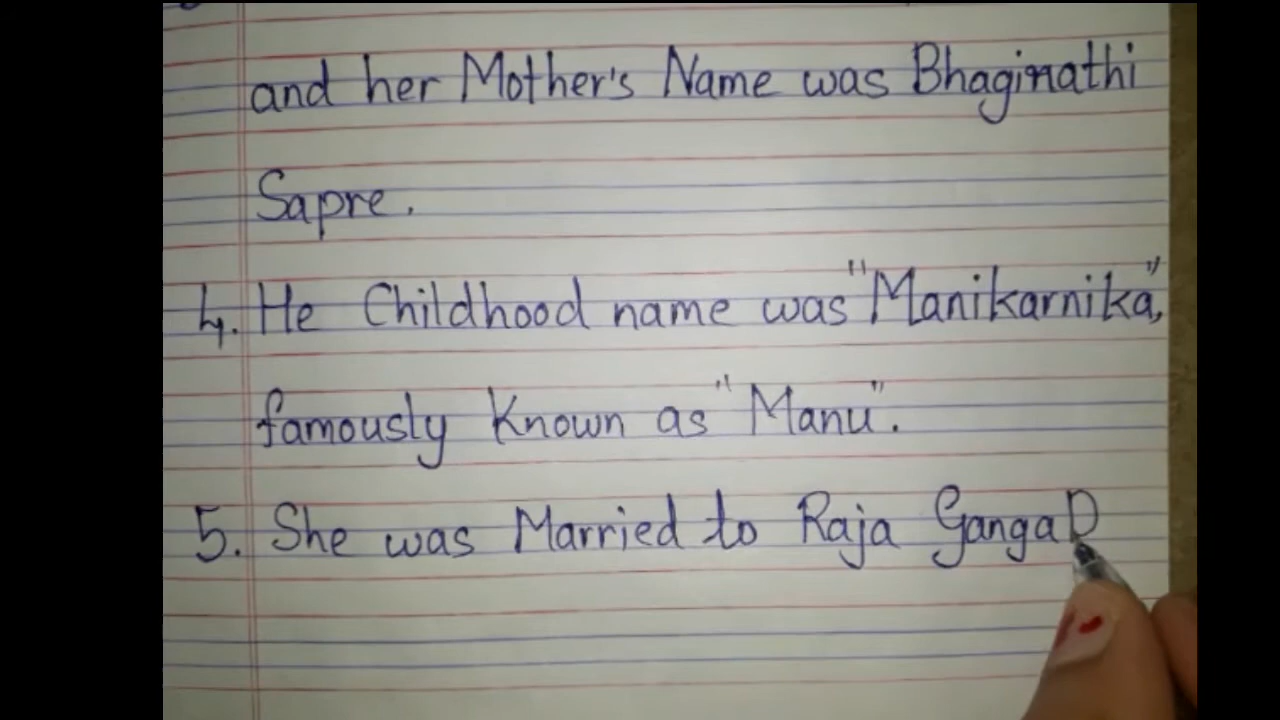 and her Mother's Name was Bhagirathi
Sapre.
4. He Childhood name was "Manikarnika",
famously Known as "Manu".
5. She was Married to Raja GangaD